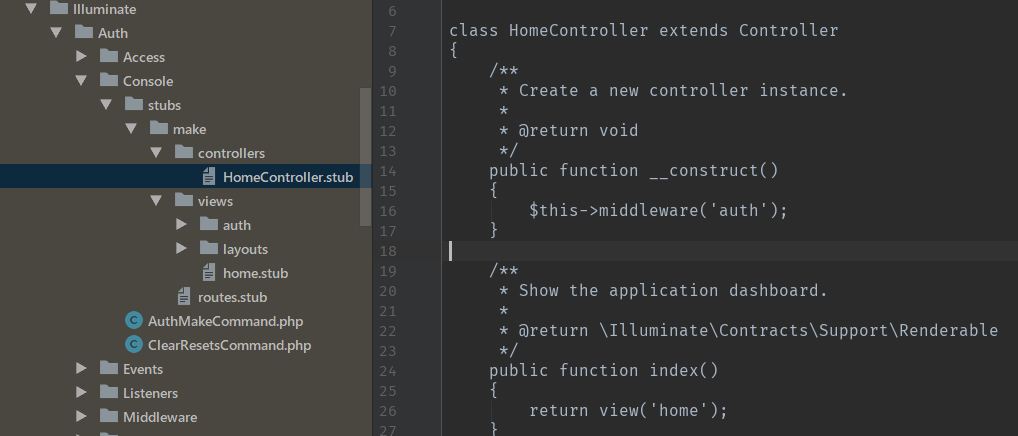 Illuminate
Auth
Access
Console
stubs
make
controllers
HomeController.stub
views
auth
layouts
home.stub
routes.stub
AuthMakeCommand.php
ClearResetsCommand.php
Events
Listeners
Middleware
6
7 class HomeController extends Controller
8 {
9 /**
10 * Create a new controller instance.
11 *
12 * @return void
13 */
14 public function __construct()
15 {
16 $this->middleware('auth');
17 }
18
19 /**
20 * Show the application dashboard.
21 *
22 * @return \Illuminate\Contracts\Support\Renderable
23 */
24 public function index()
25 {
26 return view('home');
27 }